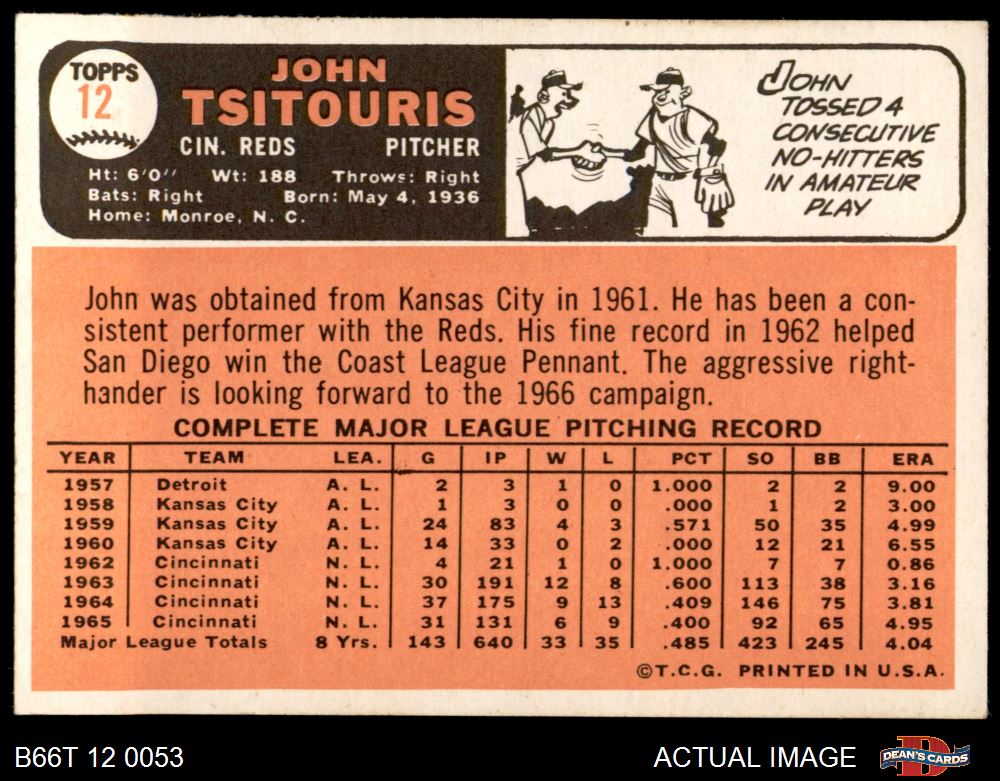 TOPPS
12
JOHN
TSITOURIS
CIN. REDS PITCHER
Ht: 6'0" Wt: 188 Throws: Right
Bats: Right Born: May 4, 1936
Home: Monroe, N. C.
JOHN
TOSSED 4
CONSECUTIVE
NO-HITTERS
IN AMATEUR
PLAY
John was obtained from Kansas City in 1961. He has been a con-
sistent performer with the Reds. His fine record in 1962 helped
San Diego win the Coast League Pennant. The aggressive right-
hander is looking forward to the 1966 campaign.
COMPLETE MAJOR LEAGUE PITCHING RECORD
YEAR TEAM LEA. G IP W L PCT SO BB ERA
1957 Detroit A. L. 2 3 1 0 1.000 2 2 9.00
1958 Kansas City A. L. 1 3 0 0 .000 1 2 3.00
1959 Kansas City A. L. 24 83 4 3 .571 50 35 4.99
1960 Kansas City A. L. 14 33 0 2 .000 12 21 6.55
1962 Cincinnati N. L. 4 21 1 0 1.000 7 7 0.86
1963 Cincinnati N. L. 30 191 12 8 .600 113 38 3.16
1964 Cincinnati N. L. 37 175 9 13 .409 146 75 3.81
1965 Cincinnati N. L. 31 131 6 9 .400 92 65 4.95
Major League Totals 8 Yrs. 143 640 33 35 .485 423 245 4.04
©T.C.G. PRINTED IN U.S.A.
B66T 12 0053 ACTUAL IMAGE DEAN'S CARDS